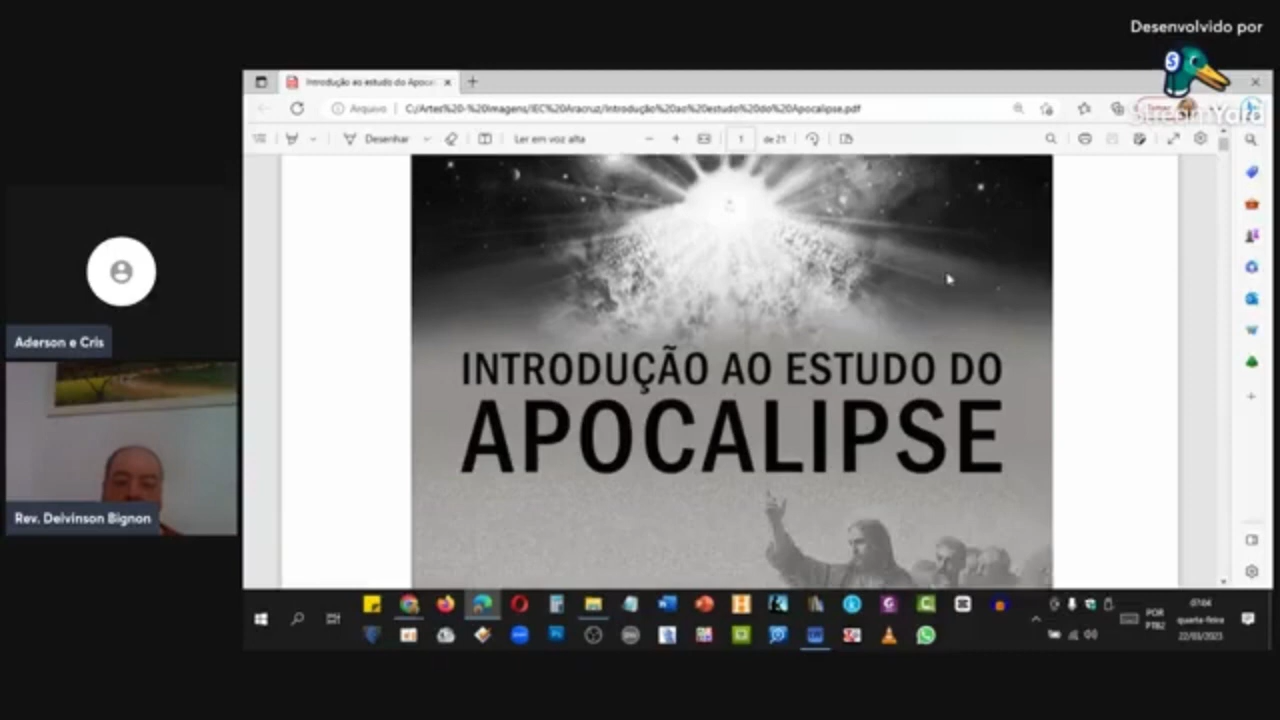 Desenvolvido por
StreamYard
Introdução ao estudo do Apoca
Arquivo
C:/Artes%20-%20Imagens/IEC%20Aracruz/Introdução%20ao%20estudo%20do%20Apocalipse.pdf
Desenhar
Ler em voz alta
1
de 21
INTRODUÇÃO AO ESTUDO DO
APOCALIPSE
Aderson e Cris
Rev. Deivinson Bignon
POR
PTB2
07:04
quarta-feira
22/03/2023